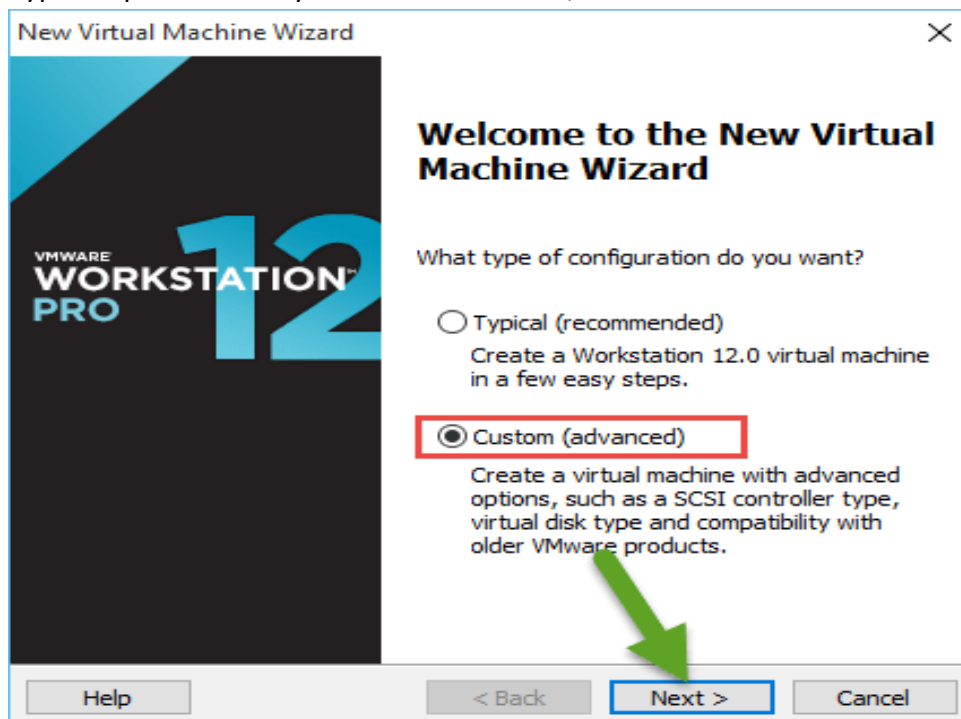 New Virtual Machine Wizard
Welcome to the New Virtual
Machine Wizard
VMWARE
WORKSTATION™
PRO
12
What type of configuration do you want?
Typical (recommended)
Create a Workstation 12.0 virtual machine
in a few easy steps.
Custom (advanced)
Create a virtual machine with advanced
options, such as a SCSI controller type,
virtual disk type and compatibility with
older VMware products.
Help
< Back
Next >
Cancel